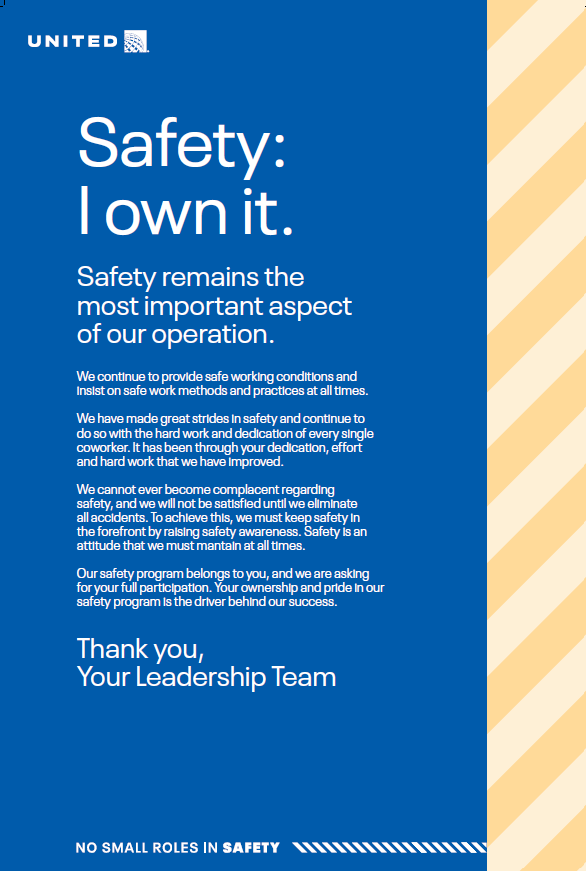 UNITED
Safety:
I own it.
Safety remains the
most important aspect
of our operation.
We continue to provide safe working conditions and
insist on safe work methods and practices at all times.
We have made great strides in safety and continue to
do so with the hard work and dedication of every single
coworker. It has been through your dedication, effort
and hard work that we have improved.
We cannot ever become complacent regarding
safety, and we will not be satisfied until we eliminate
all accidents. To achieve this, we must keep safety in
the forefront by raising safety awareness. Safety is an
attitude that we must mantain at all times.
Our safety program belongs to you, and we are asking
for your full participation. Your ownership and pride in our
safety program is the driver behind our success.
Thank you,
Your Leadership Team
NO SMALL ROLES IN SAFETY